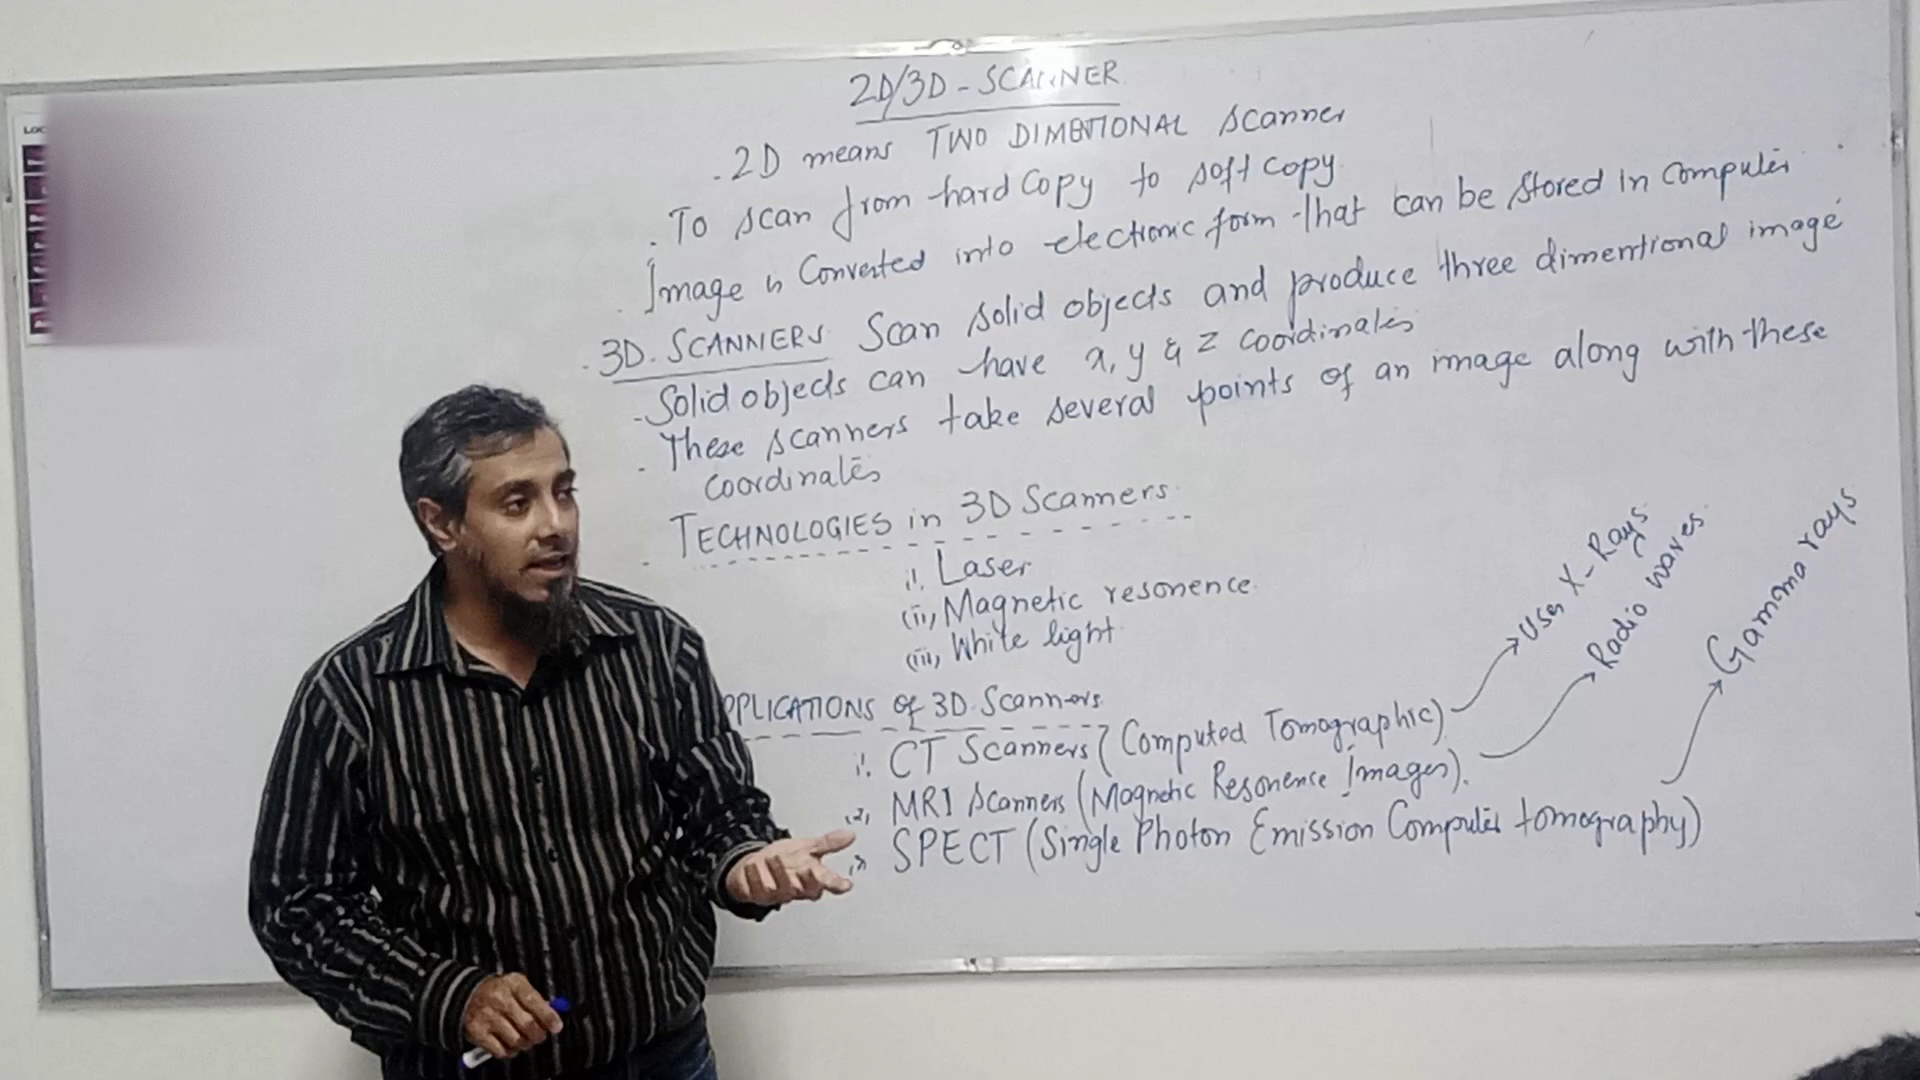 LOC
2D/3D - SCANNER
. 2D means TWO DIMENTIONAL scanner
. To scan from hard Copy to soft copy.
. Image is Converted into electronic form that can be stored in computer
. 3D. SCANNERS Scan solid objects and produce three dimentional image
- Solid objects can have x, y & z coordinates
. These scanners take several points of an image along with these
coordinates
TECHNOLOGIES in 3D Scanners.
i). Laser
(ii), Magnetic resonence.
(iii), White light
PPLICATIONS of 3D. Scanners.
1). CT Scanners (Computed Tomographic) → Uses X-Rays
(2), MRI scanners (Magnetic Resonence Images). → Radio waves
SPECT (Single Photon Emission Computer tomography) → Gamma rays